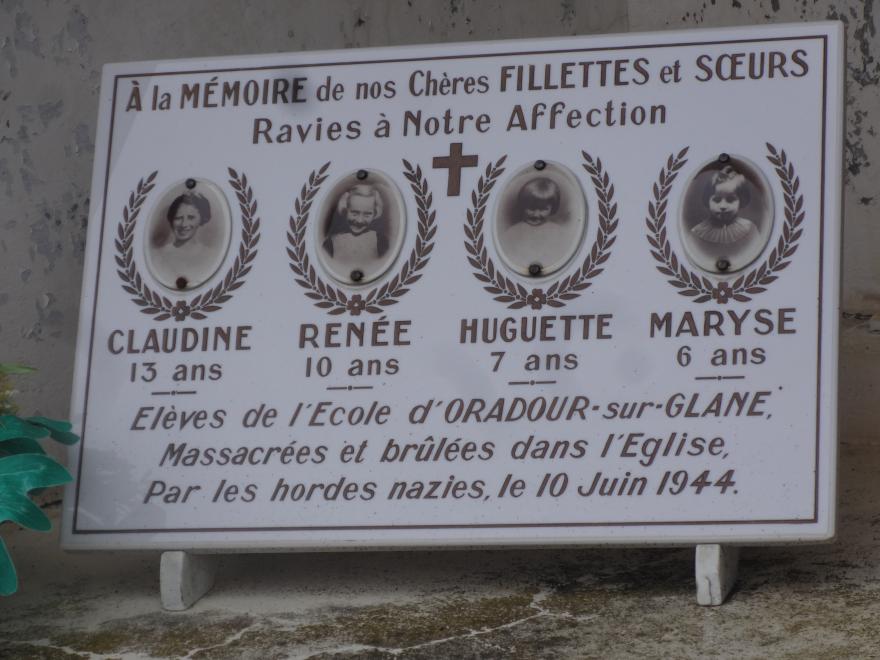 À la MÉMOIRE de nos Chères FILLETTES et SŒURS
Ravies à Notre Affection
CLAUDINE RENÉE HUGUETTE MARYSE
13 ans 10 ans 7 ans 6 ans
Elèves de l'Ecole d'ORADOUR-sur-GLANE,
Massacrées et brûlées dans l'Eglise,
Par les hordes nazies, le 10 Juin 1944.